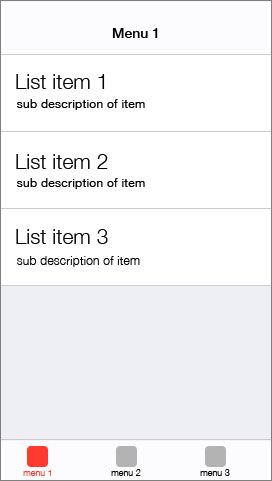 Menu 1
List item 1
sub description of item
List item 2
sub description of item
List item 3
sub description of item
menu 1 menu 2 menu 3